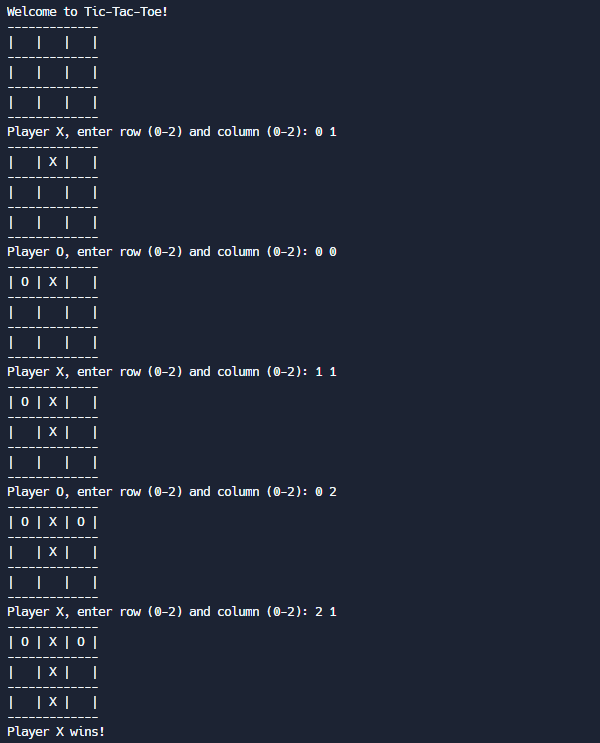 Welcome to Tic-Tac-Toe!
-------------
|   |   |   |
-------------
|   |   |   |
-------------
|   |   |   |
-------------
Player X, enter row (0-2) and column (0-2): 0 1
-------------
|   | X |   |
-------------
|   |   |   |
-------------
|   |   |   |
-------------
Player O, enter row (0-2) and column (0-2): 0 0
-------------
| O | X |   |
-------------
|   |   |   |
-------------
|   |   |   |
-------------
Player X, enter row (0-2) and column (0-2): 1 1
-------------
| O | X |   |
-------------
|   | X |   |
-------------
|   |   |   |
-------------
Player O, enter row (0-2) and column (0-2): 0 2
-------------
| O | X | O |
-------------
|   | X |   |
-------------
|   |   |   |
-------------
Player X, enter row (0-2) and column (0-2): 2 1
-------------
| O | X | O |
-------------
|   | X |   |
-------------
|   | X |   |
-------------
Player X wins!